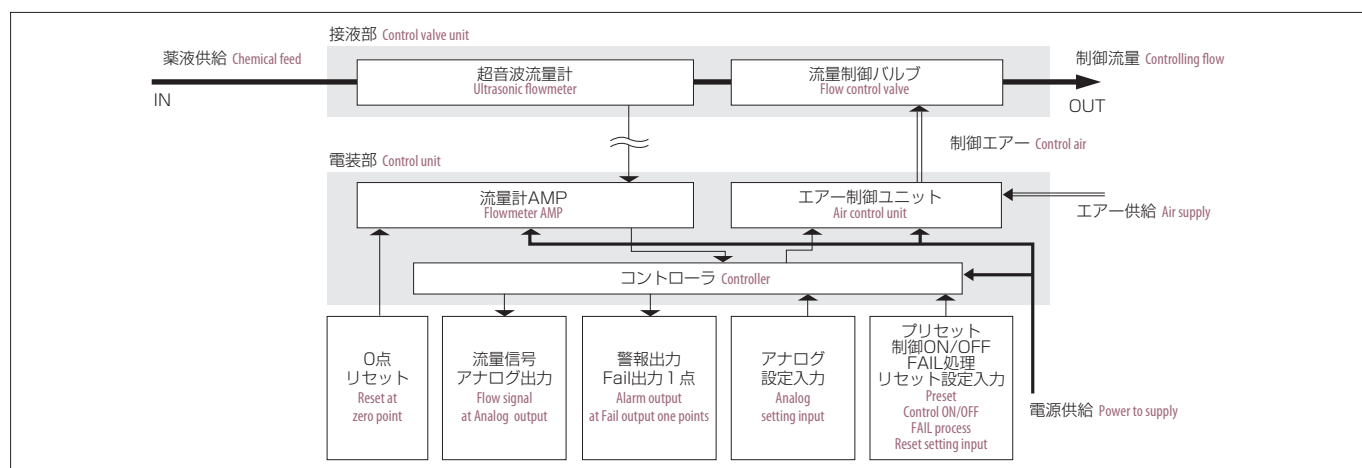 接液部 Control valve unit
薬液供給 Chemical feed
IN
超音波流量計
Ultrasonic flowmeter
流量制御バルブ
Flow control valve
制御流量 Controlling flow
OUT
制御エアー Control air
電装部 Control unit
流量計AMP
Flowmeter AMP
エアー制御ユニット
Air control unit
エアー供給 Air supply
コントローラ Controller
0点
リセット
Reset at
zero point
流量信号
アナログ出力
Flow signal
at Analog output
警報出力
Fail出力1点
Alarm output
at Fail output one points
アナログ
設定入力
Analog
setting input
プリセット
制御ON/OFF
FAIL処理
リセット設定入力
Preset
Control ON/OFF
FAIL process
Reset setting input
電源供給 Power to supply